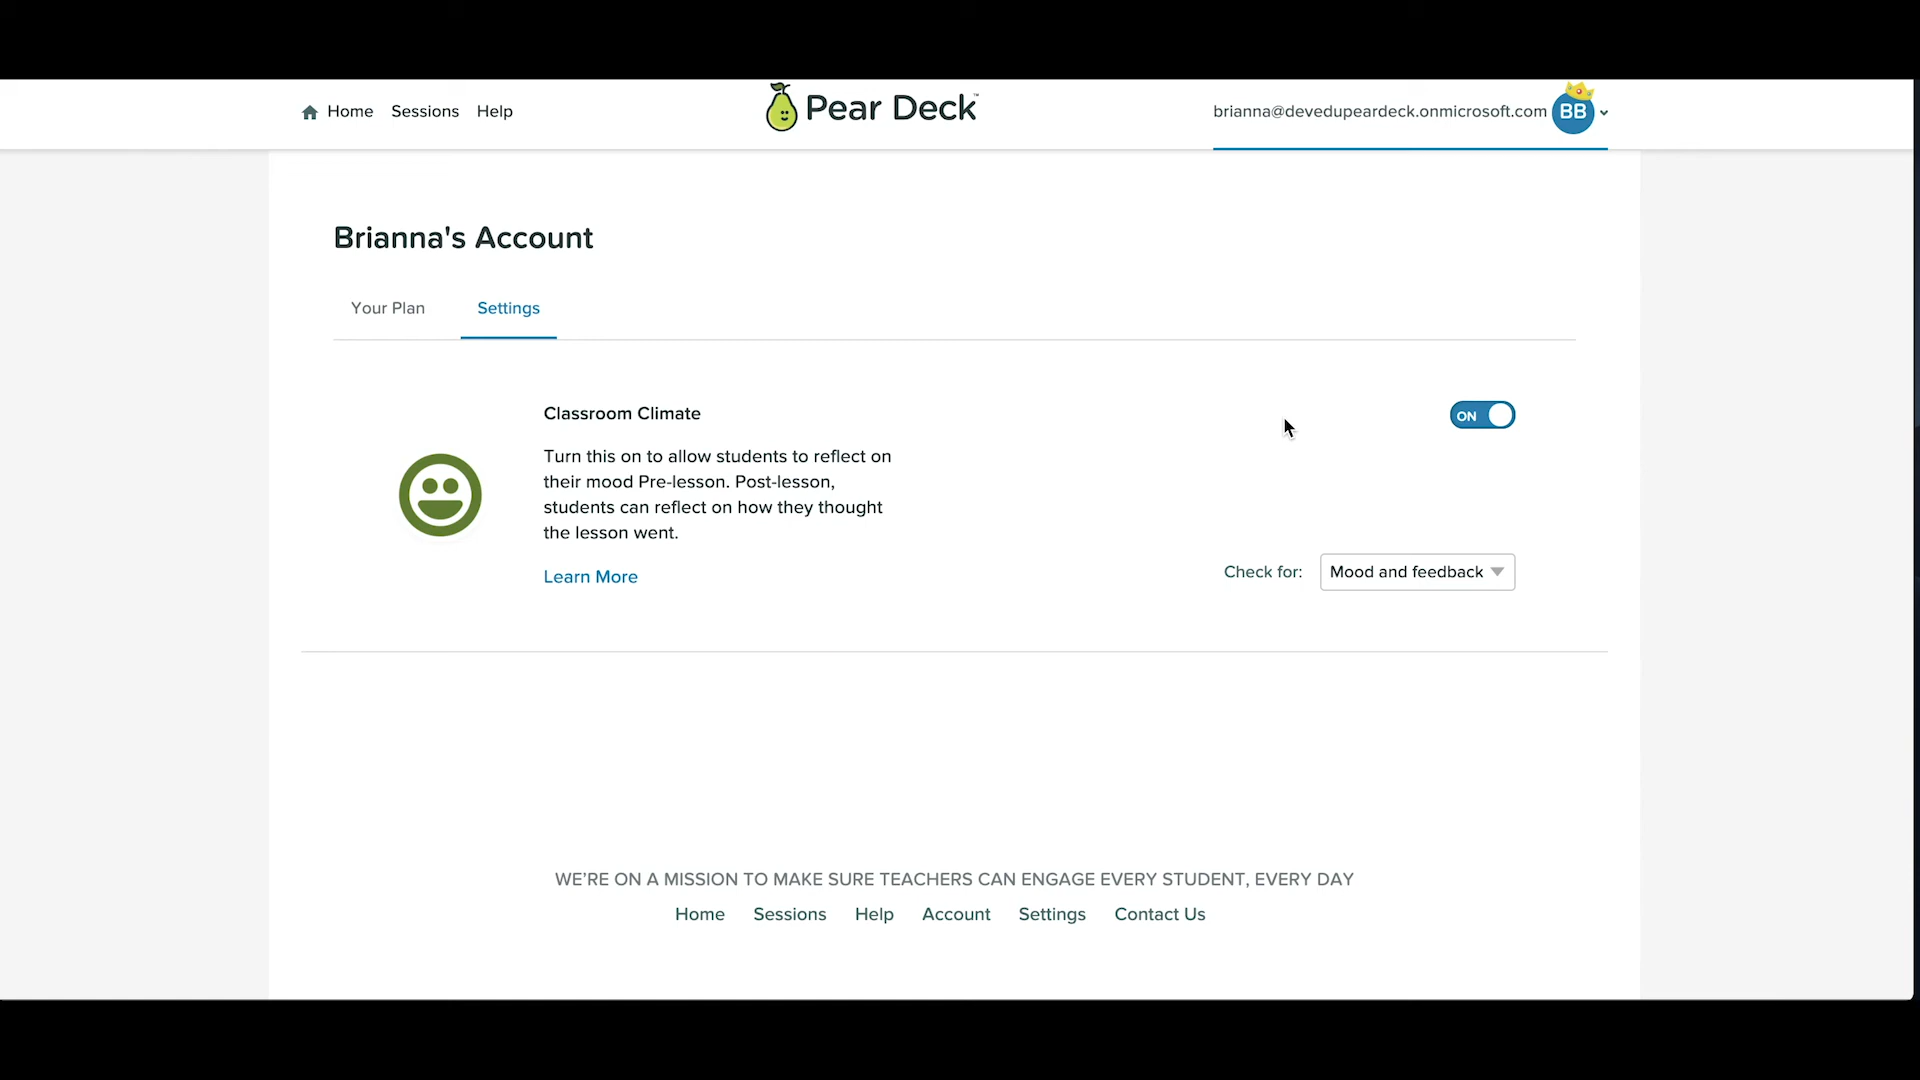 Home Sessions Help
Pear Deck™
brianna@devedupeardeck.onmicrosoft.com BB
Brianna's Account
Your Plan Settings
Classroom Climate
ON
Turn this on to allow students to reflect on
their mood Pre-lesson. Post-lesson,
students can reflect on how they thought
the lesson went.
Learn More
Check for: Mood and feedback
WE'RE ON A MISSION TO MAKE SURE TEACHERS CAN ENGAGE EVERY STUDENT, EVERY DAY
Home Sessions Help Account Settings Contact Us